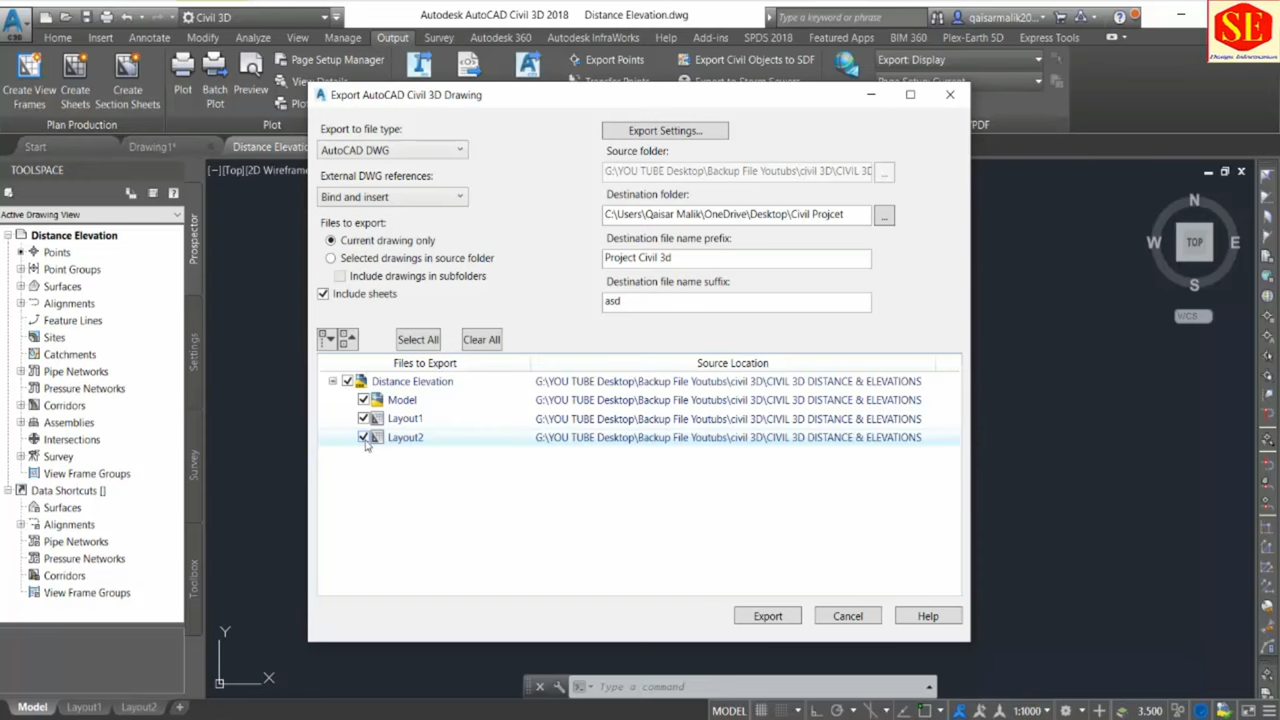 Civil 3D
Autodesk AutoCAD Civil 3D 2018 Distance Elevation.dwg
Type a keyword or phrase
qaisarmalik20...
SE
Home Insert Annotate Modify Analyze View Manage Output Survey Autodesk 360 Autodesk InfraWorks Help Add-ins SPDS 2018 Featured Apps BIM 360 Plex-Earth 5D Express Tools
Create View Frames
Create Sheets
Create Section Sheets
Plan Production
Plot
Batch Plot
Preview
Page Setup Manager
View Details
Plot
Export Points
Export Civil Objects to SDF
Export: Display
Start Drawing1* Distance Elevatio
TOOLSPACE
Active Drawing View
Distance Elevation
Points
Point Groups
Surfaces
Alignments
Feature Lines
Sites
Catchments
Pipe Networks
Pressure Networks
Corridors
Assemblies
Intersections
Survey
View Frame Groups
Data Shortcuts []
Surfaces
Alignments
Pipe Networks
Pressure Networks
Corridors
View Frame Groups
Prospector
Settings
Survey
Toolbox
[−][Top][2D Wirefram
Export AutoCAD Civil 3D Drawing
Export to file type:
AutoCAD DWG
External DWG references:
Bind and insert
Files to export:
Current drawing only
Selected drawings in source folder
Include drawings in subfolders
Include sheets
Export Settings...
Source folder:
G:\YOU TUBE Desktop\Backup File Youtubs\civil 3D\CIVIL 3D
...
Destination folder:
C:\Users\Qaisar Malik\OneDrive\Desktop\Civil Projcet
...
Destination file name prefix:
Project Civil 3d
Destination file name suffix:
asd
Select All Clear All
Files to Export Source Location
Distance Elevation G:\YOU TUBE Desktop\Backup File Youtubs\civil 3D\CIVIL 3D DISTANCE & ELEVATIONS
Model G:\YOU TUBE Desktop\Backup File Youtubs\civil 3D\CIVIL 3D DISTANCE & ELEVATIONS
Layout1 G:\YOU TUBE Desktop\Backup File Youtubs\civil 3D\CIVIL 3D DISTANCE & ELEVATIONS
Layout2 G:\YOU TUBE Desktop\Backup File Youtubs\civil 3D\CIVIL 3D DISTANCE & ELEVATIONS
Export Cancel Help
N
W TOP E
S
WCS
Y
X
Type a command
Model Layout1 Layout2 +
MODEL 1:1000 3.500